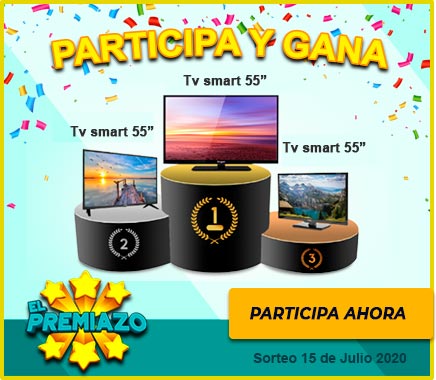 PARTICIPA Y GANA
Tv smart 55”
Tv smart 55”
Tv smart 55”
1
2
3
EL
PREMIAZO
PARTICIPA AHORA
Sorteo 15 de Julio 2020